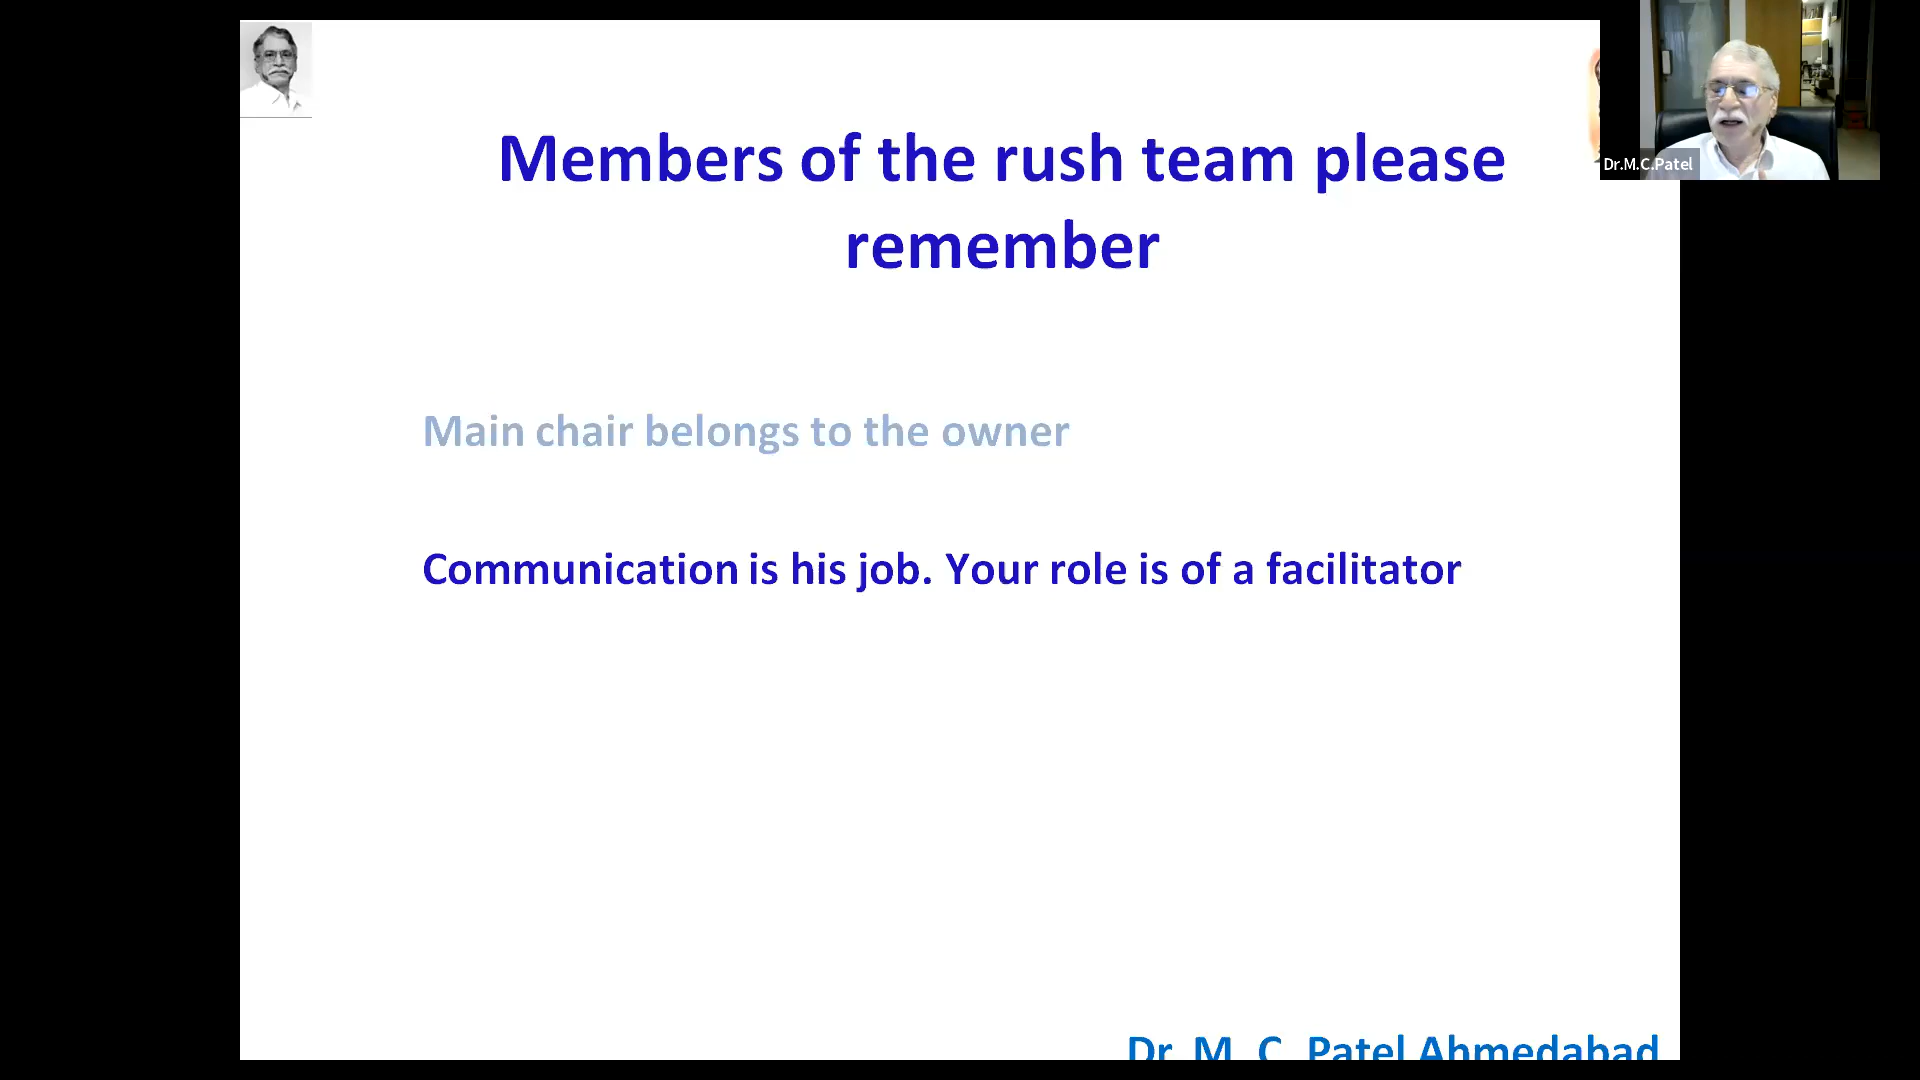 Members of the rush team please
remember
Dr.M.C.Patel
Main chair belongs to the owner
Communication is his job. Your role is of a facilitator
Dr. M. C. Patel Ahmedabad